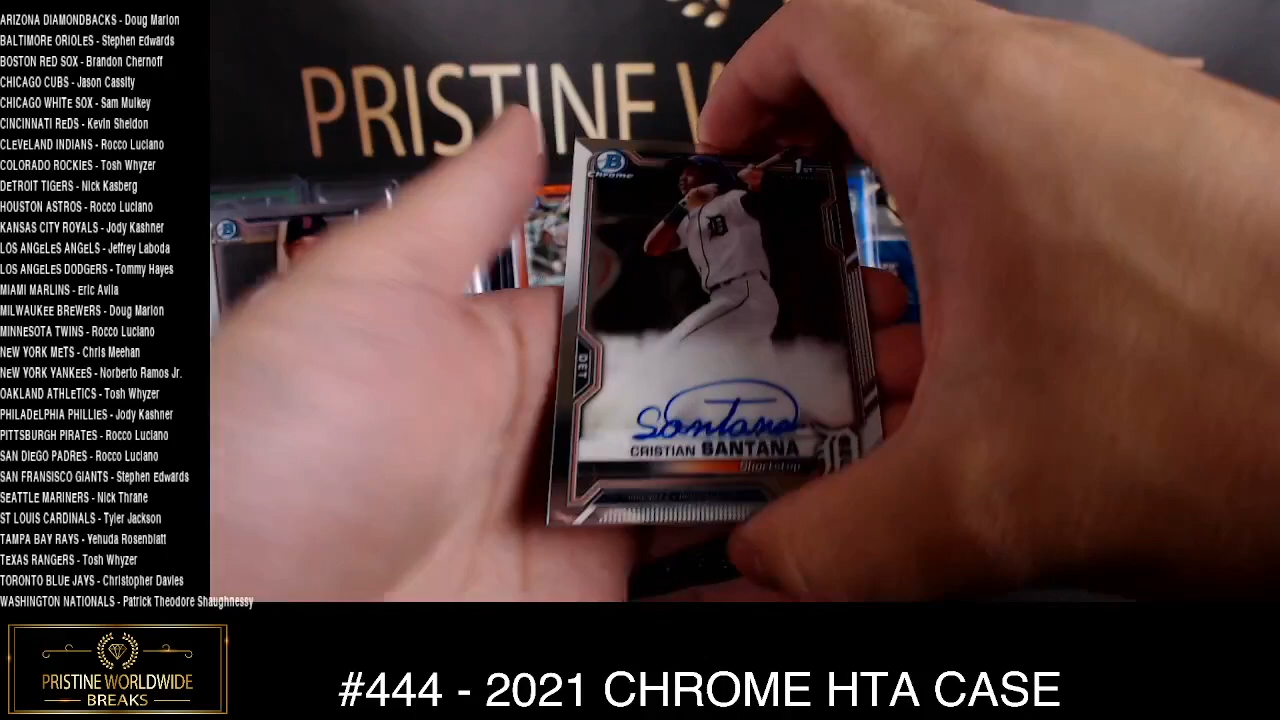 ARIZONA DIAMONDBACKS - Doug Marion
BALTIMORE ORIOLES - Stephen Edwards
BOSTON RED SOX - Brandon Chernoff
CHICAGO CUBS - Jason Cassity
CHICAGO WHITE SOX - Sam Mulkey
CINCINNATI REDS - Kevin Sheldon
CLEVELAND INDIANS - Rocco Luciano
COLORADO ROCKIES - Tosh Whyzer
DETROIT TIGERS - Nick Kasberg
HOUSTON ASTROS - Rocco Luciano
KANSAS CITY ROYALS - Jody Kashner
LOS ANGELES ANGELS - Jeffrey Laboda
LOS ANGELES DODGERS - Tommy Hayes
MIAMI MARLINS - Eric Avila
MILWAUKEE BREWERS - Doug Marion
MINNESOTA TWINS - Rocco Luciano
NEW YORK METS - Chris Meehan
NEW YORK YANKEES - Norberto Ramos Jr.
OAKLAND ATHLETICS - Tosh Whyzer
PHILADELPHIA PHILLIES - Jody Kashner
PITTSBURGH PIRATES - Rocco Luciano
SAN DIEGO PADRES - Rocco Luciano
SAN FRANSISCO GIANTS - Stephen Edwards
SEATTLE MARINERS - Nick Thrane
ST LOUIS CARDINALS - Tyler Jackson
TAMPA BAY RAYS - Yehuda Rosenblatt
TEXAS RANGERS - Tosh Whyzer
TORONTO BLUE JAYS - Christopher Davies
WASHINGTON NATIONALS - Patrick Theodore Shaughnessy
PRISTINE W
B
Chrome
1ST
D
DET
Santana
CRISTIAN SANTANA
Shortstop
PRISTINE WORLDWIDE
BREAKS
#444 - 2021 CHROME HTA CASE